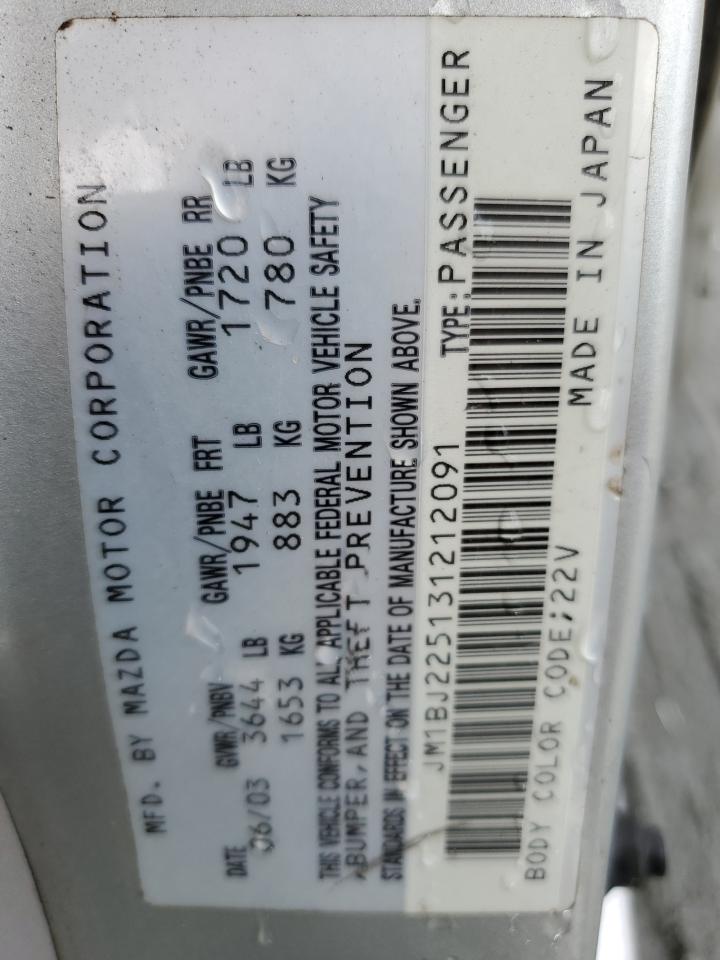 MFD. BY MAZDA MOTOR CORPORATION
DATE GVWR/PNBV GAWR/PNBE FRT GAWR/PNBE RR
06/03 3644 LB 1947 LB 1720 LB
1653 KG 883 KG 780 KG
THIS VEHICLE CONFORMS TO ALL APPLICABLE FEDERAL MOTOR VEHICLE SAFETY
,BUMPER,AND THEFT PREVENTION
STANDARDS IN EFFECT ON THE DATE OF MANUFACTURE SHOWN ABOVE.
JM1BJ225131212091 TYPE:PASSENGER
BODY COLOR CODE;22V MADE IN JAPAN